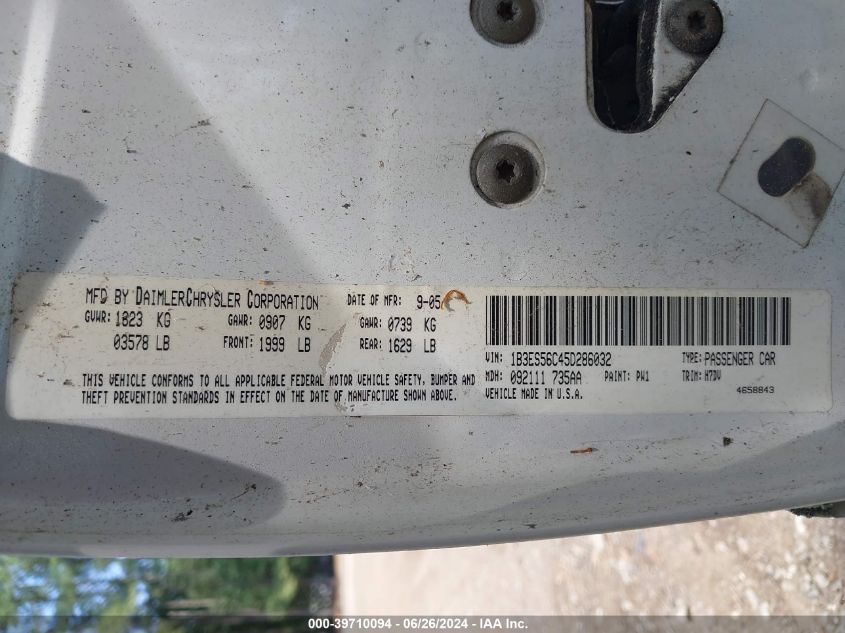 MFD BY DAIMLERCHRYSLER CORPORATION DATE OF MFR: 9-05
GVWR: 1823 KG GAWR: 0907 KG GAWR: 0739 KG
03578 LB FRONT: 1999 LB REAR: 1629 LB
THIS VEHICLE CONFORMS TO ALL APPLICABLE FEDERAL MOTOR VEHICLE SAFETY, BUMPER AND
THEFT PREVENTION STANDARDS IN EFFECT ON THE DATE OF MANUFACTURE SHOWN ABOVE.
VIN: 1B3ES56C45D286032 TYPE: PASSENGER CAR
MDH: 092111 735AA PAINT: PW1 TRIM: H7DV
VEHICLE MADE IN U.S.A. 4658843
000-39710094 - 06/26/2024 - IAA Inc.